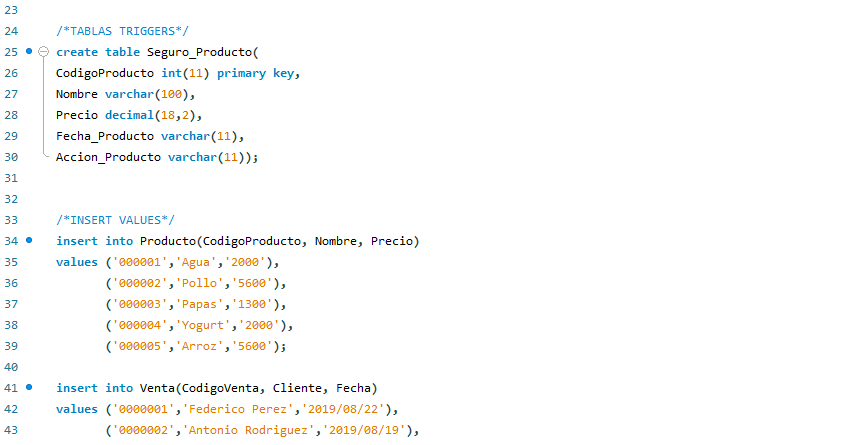 23
24 /*TABLAS TRIGGERS*/
25 create table Seguro_Producto(
26 CodigoProducto int(11) primary key,
27 Nombre varchar(100),
28 Precio decimal(18,2),
29 Fecha_Producto varchar(11),
30 Accion_Producto varchar(11));
31
32
33 /*INSERT VALUES*/
34 insert into Producto(CodigoProducto, Nombre, Precio)
35 values ('000001','Agua','2000'),
36 ('000002','Pollo','5600'),
37 ('000003','Papas','1300'),
38 ('000004','Yogurt','2000'),
39 ('000005','Arroz','5600');
40
41 insert into Venta(CodigoVenta, Cliente, Fecha)
42 values ('0000001','Federico Perez','2019/08/22'),
43 ('0000002','Antonio Rodriguez','2019/08/19'),